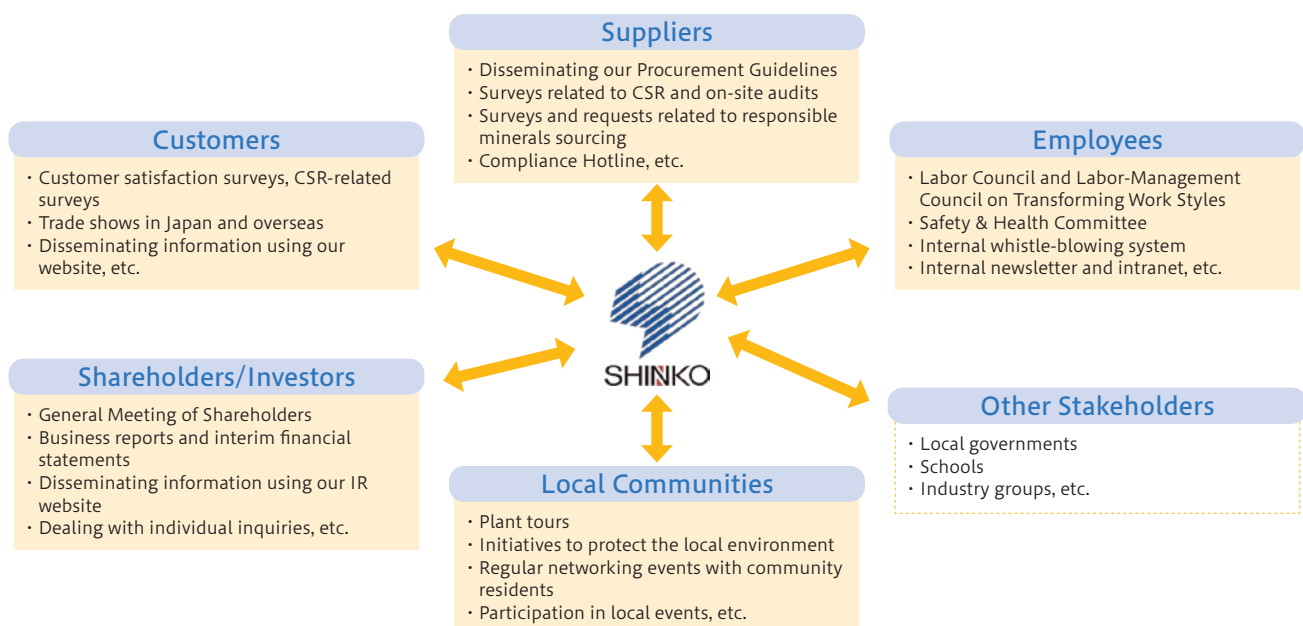 Suppliers
・Disseminating our Procurement Guidelines
・Surveys related to CSR and on-site audits
・Surveys and requests related to responsible
minerals sourcing
・Compliance Hotline, etc.
Customers
・Customer satisfaction surveys, CSR-related
surveys
・Trade shows in Japan and overseas
・Disseminating information using our
website, etc.
Employees
・Labor Council and Labor-Management
Council on Transforming Work Styles
・Safety & Health Committee
・Internal whistle-blowing system
・Internal newsletter and intranet, etc.
SHINKO
Shareholders/Investors
・General Meeting of Shareholders
・Business reports and interim financial
statements
・Disseminating information using our IR
website
・Dealing with individual inquiries, etc.
Local Communities
・Plant tours
・Initiatives to protect the local environment
・Regular networking events with community
residents
・Participation in local events, etc.
Other Stakeholders
・Local governments
・Schools
・Industry groups, etc.